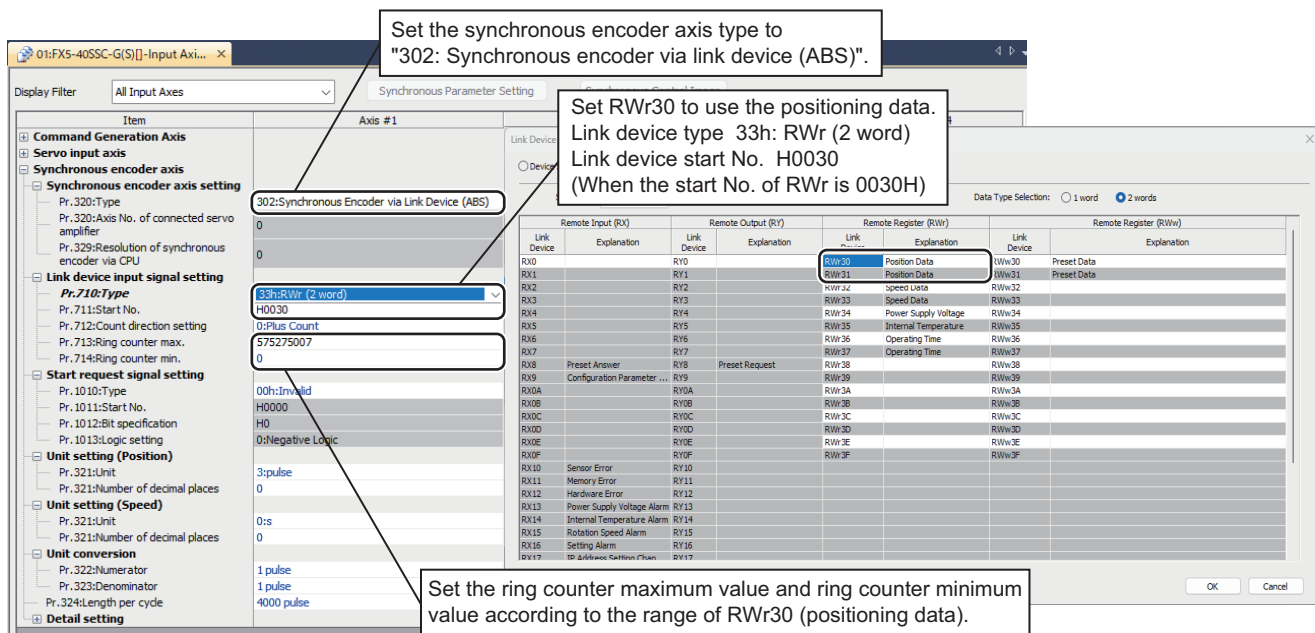 Set the synchronous encoder axis type to
"302: Synchronous encoder via link device (ABS)".
01:FX5-40SSC-G(S)[]-Input Axi...
Display Filter
All Input Axes
Synchronous Parameter Setting
Set RWr30 to use the positioning data.
Link device type 33h: RWr (2 word)
Link device start No. H0030
(When the start No. of RWr is 0030H)
Item Axis #1
Command Generation Axis
Servo input axis
Synchronous encoder axis
Synchronous encoder axis setting
Pr.320:Type 302:Synchronous Encoder via Link Device (ABS)
Pr.320:Axis No. of connected servo
amplifier 0
Pr.329:Resolution of synchronous
encoder via CPU 0
Link device input signal setting
Pr.710:Type 33h:RWr (2 word)
Pr.711:Start No. H0030
Pr.712:Count direction setting 0:Plus Count
Pr.713:Ring counter max. 575275007
Pr.714:Ring counter min. 0
Start request signal setting
Pr.1010:Type 00h:Invalid
Pr.1011:Start No. H0000
Pr.1012:Bit specification H0
Pr.1013:Logic setting 0:Negative Logic
Unit setting (Position)
Pr.321:Unit 3:pulse
Pr.321:Number of decimal places 0
Unit setting (Speed)
Pr.321:Unit 0:s
Pr.321:Number of decimal places 0
Unit conversion
Pr.322:Numerator 1 pulse
Pr.323:Denominator 1 pulse
Pr.324:Length per cycle 4000 pulse
Detail setting
Link Device
Device
Data Type Selection: 1 word 2 words
Remote Input (RX) Remote Output (RY) Remote Register (RWr) Remote Register (RWw)
Link Device Explanation Link Device Explanation Link Explanation Link Device Explanation
RX0 RY0 RWr30 Position Data RWw30 Preset Data
RX1 RY1 RWr31 Position Data RWw31 Preset Data
RX2 RY2 RWr32 Speed Data RWw32
RX3 RY3 RWr33 Speed Data RWw33
RX4 RY4 RWr34 Power Supply Voltage RWw34
RX5 RY5 RWr35 Internal Temperature RWw35
RX6 RY6 RWr36 Operating Time RWw36
RX7 RY7 RWr37 Operating Time RWw37
RX8 Preset Answer RY8 Preset Request RWr38 RWw38
RX9 Configuration Parameter ... RY9 RWr39 RWw39
RX0A RY0A RWr3A RWw3A
RX0B RY0B RWr3B RWw3B
RX0C RY0C RWr3C RWw3C
RX0D RY0D RWr3D RWw3D
RX0E RY0E RWr3E RWw3E
RX0F RY0F RWr3F RWw3F
RX10 Sensor Error RY10
RX11 Memory Error RY11
RX12 Hardware Error RY12
RX13 Power Supply Voltage Alarm RY13
RX14 Internal Temperature Alarm RY14
RX15 Rotation Speed Alarm RY15
RX16 Setting Alarm RY16
RX17 IP Address Setting Chan RY17
OK Cancel
Set the ring counter maximum value and ring counter minimum
value according to the range of RWr30 (positioning data).